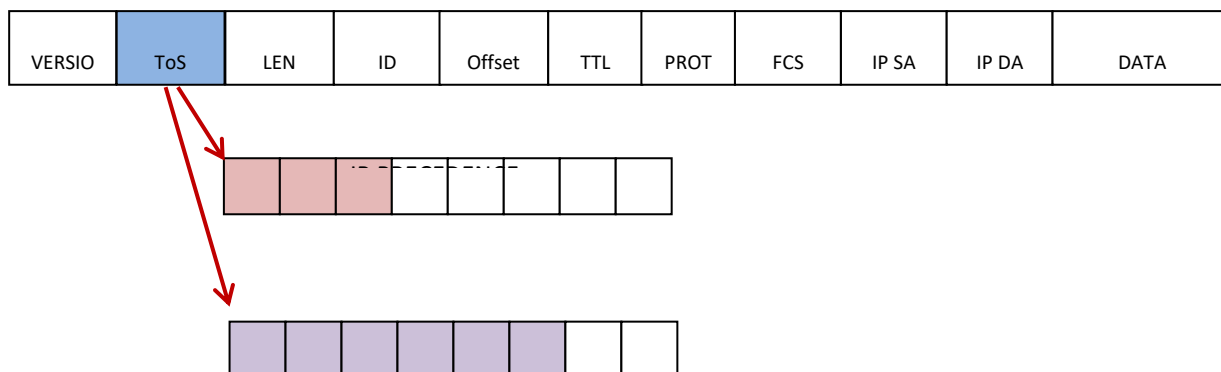 VERSIO ToS LEN ID Offset TTL PROT FCS IP SA IP DA DATA